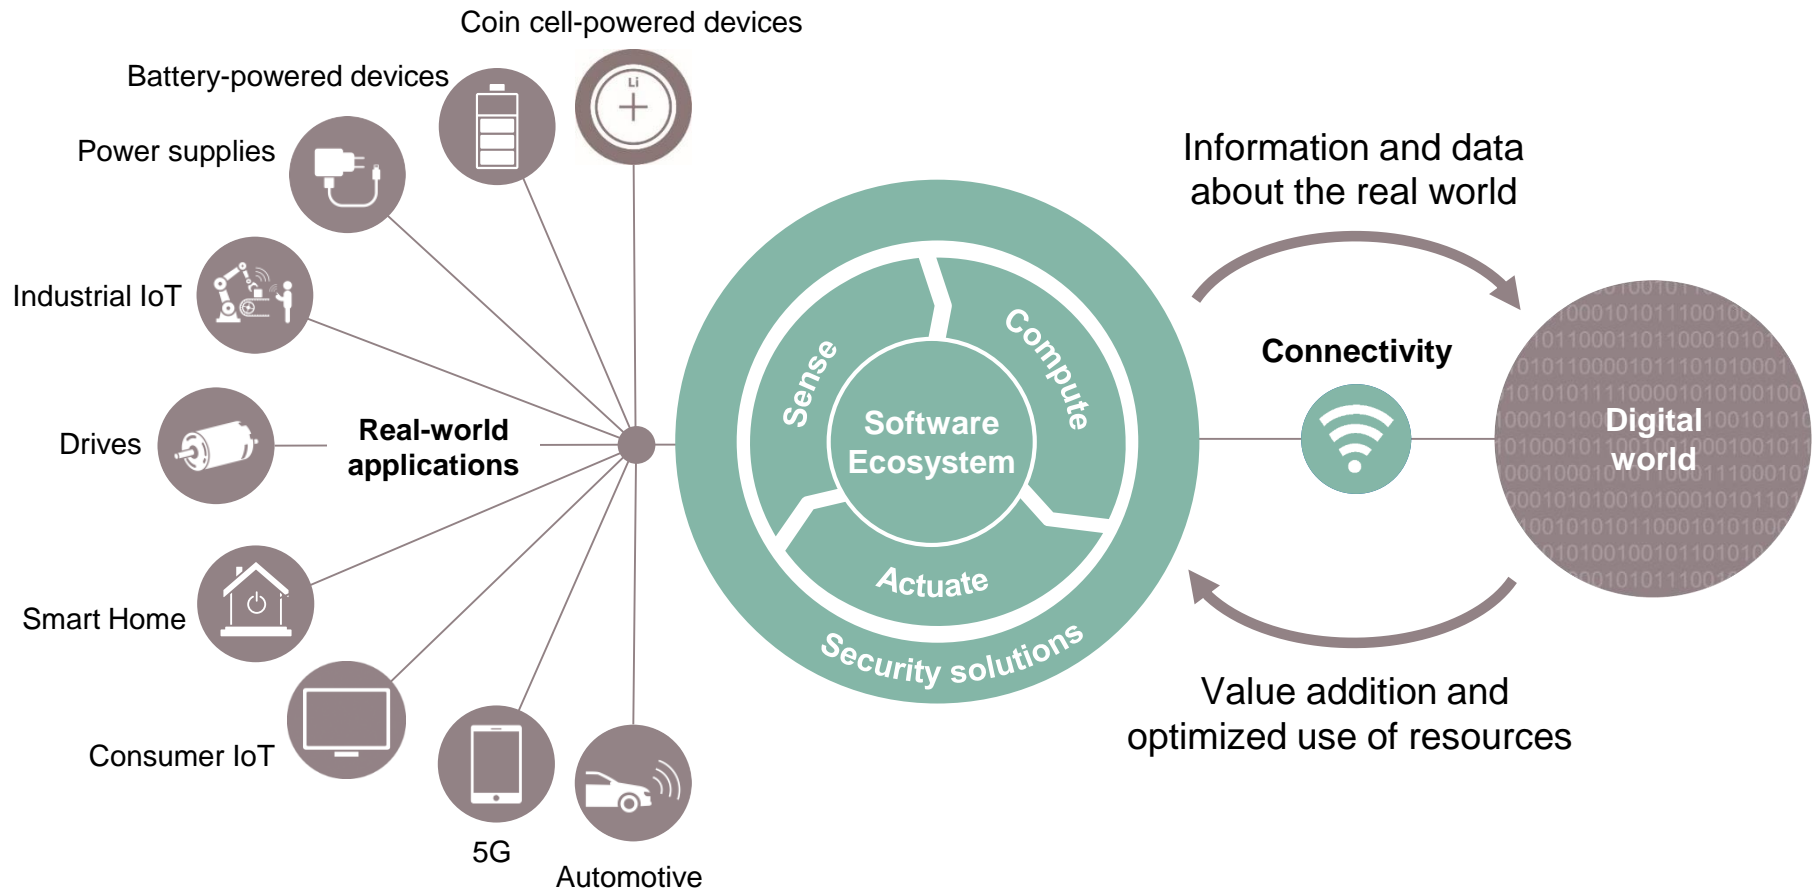 Coin cell-powered devices
Battery-powered devices
Li
Power supplies
Industrial IoT
Drives
Real-world
applications
Smart Home
Consumer IoT
5G
Automotive
Sense
Compute
Actuate
Software
Ecosystem
Security solutions
Information and data
about the real world
Connectivity
Digital
world
Value addition and
optimized use of resources